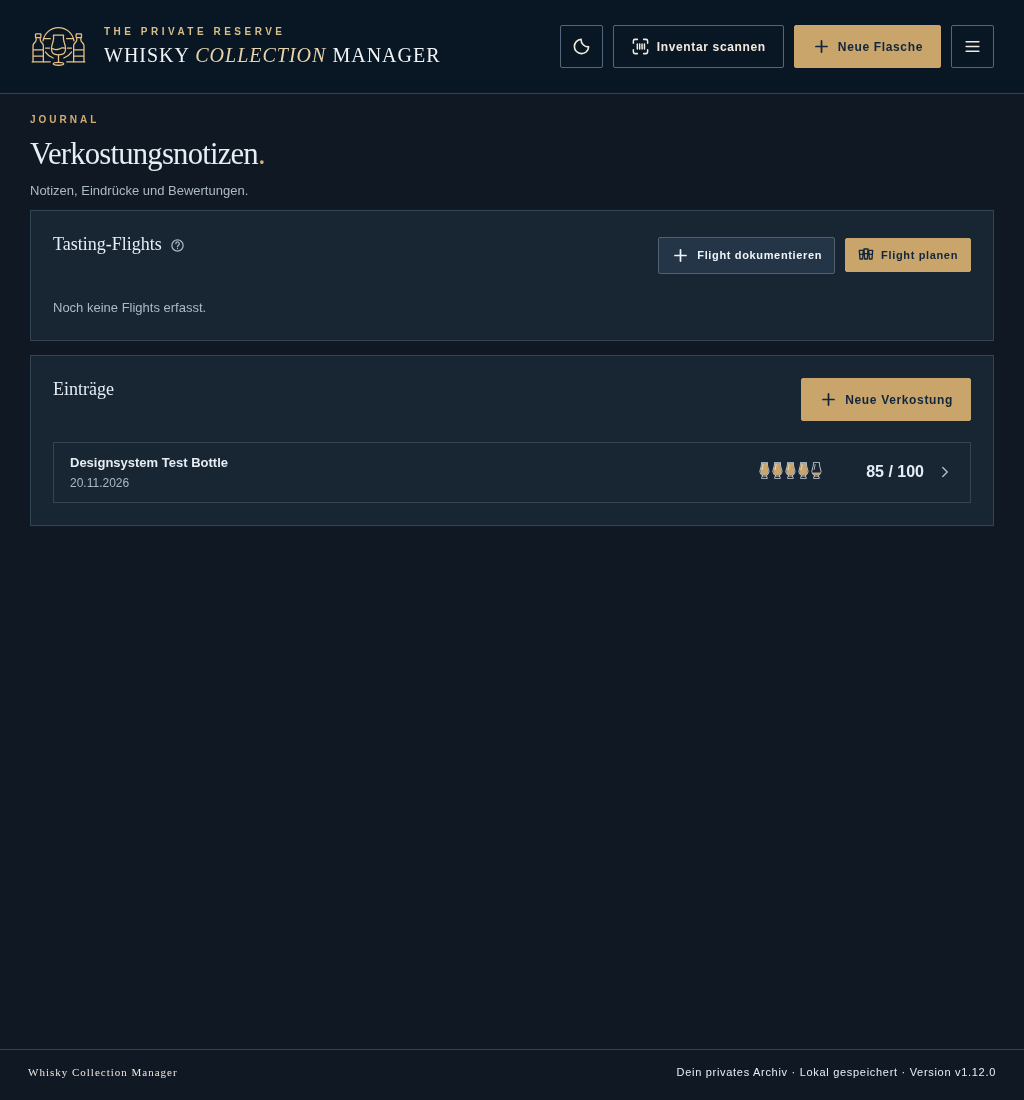 THE PRIVATE RESERVE
WHISKY COLLECTION MANAGER
Inventar scannen
Neue Flasche
JOURNAL
Verkostungsnotizen.
Notizen, Eindrücke und Bewertungen.
Tasting-Flights
Flight dokumentieren
Flight planen
Noch keine Flights erfasst.
Einträge
Neue Verkostung
Designsystem Test Bottle
20.11.2026
85 / 100
Whisky Collection Manager
Dein privates Archiv · Lokal gespeichert · Version v1.12.0